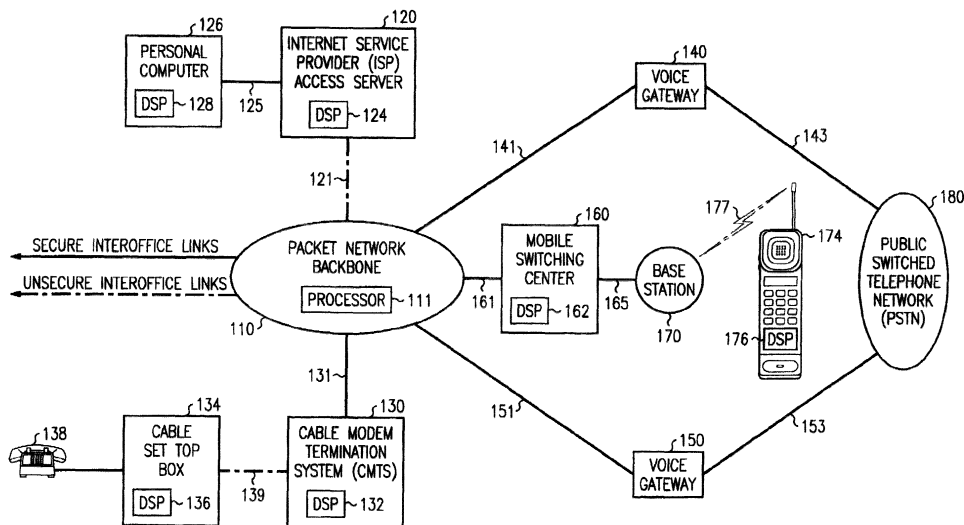 126
PERSONAL
COMPUTER
DSP
128
125
120
INTERNET SERVICE
PROVIDER (ISP)
ACCESS SERVER
DSP
124
121
140
VOICE
GATEWAY
141
143
SECURE INTEROFFICE LINKS
UNSECURE INTEROFFICE LINKS
PACKET NETWORK
BACKBONE
PROCESSOR
111
110
161
160
MOBILE
SWITCHING
CENTER
DSP
162
165
BASE
STATION
170
177
174
176
DSP
180
PUBLIC
SWITCHED
TELEPHONE
NETWORK
(PSTN)
131
151
153
138
134
CABLE
SET TOP
BOX
DSP
136
139
130
CABLE MODEM
TERMINATION
SYSTEM (CMTS)
DSP
132
150
VOICE
GATEWAY